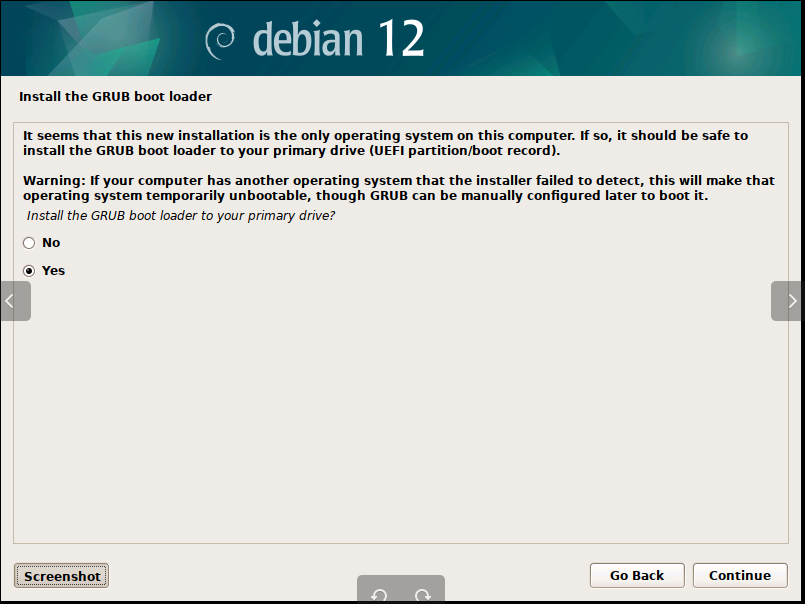 debian 12
Install the GRUB boot loader
It seems that this new installation is the only operating system on this computer. If so, it should be safe to
install the GRUB boot loader to your primary drive (UEFI partition/boot record).
Warning: If your computer has another operating system that the installer failed to detect, this will make that
operating system temporarily unbootable, though GRUB can be manually configured later to boot it.
Install the GRUB boot loader to your primary drive?
No
Yes
Screenshot
Go Back
Continue